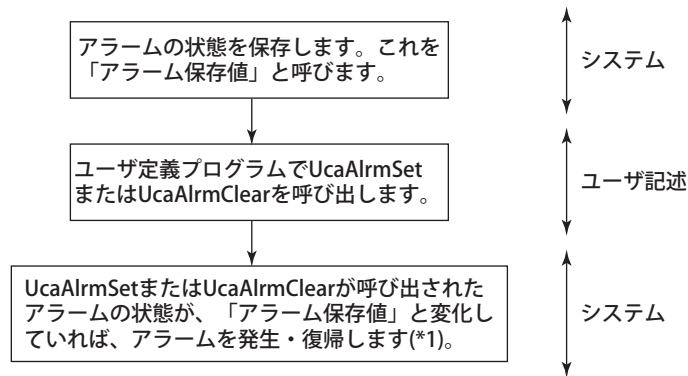 アラームの状態を保存します。これを
「アラーム保存値」と呼びます。
システム
ユーザ定義プログラムでUcaAlrmSet
またはUcaAlrmClearを呼び出します。
ユーザ記述
UcaAlrmSetまたはUcaAlrmClearが呼び出された
アラームの状態が、「アラーム保存値」と変化し
ていれば、アラームを発生・復帰します(*1)。
システム